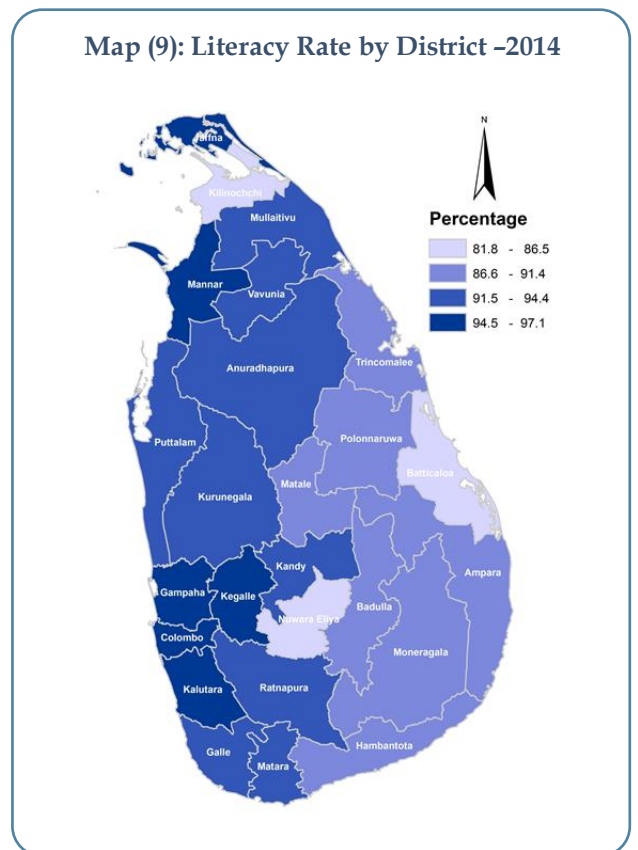 Map (9): Literacy Rate by District –2014
N
Percentage
81.8 - 86.5
86.6 - 91.4
91.5 - 94.4
94.5 - 97.1
Jaffna
Kilinochchi
Mullaitivu
Mannar
Vavunia
Anuradhapura
Trincomalee
Puttalam
Polonnaruwa
Batticaloa
Kurunegala
Matale
Kandy
Ampara
Gampaha
Kegalle
Badulla
Nuwara Eliya
Colombo
Moneragala
Kalutara
Ratnapura
Hambantota
Galle
Matara